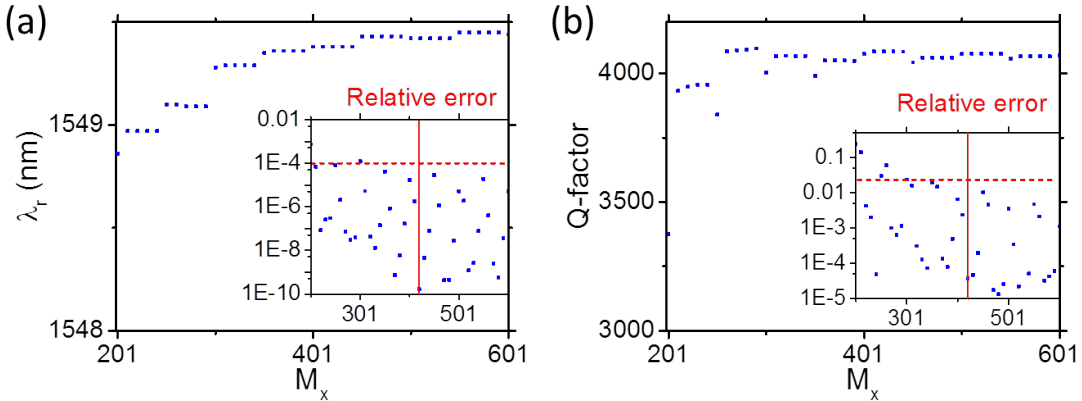 (a)
λr (nm)
1549
1548
201
401
601
Mx
Relative error
0.01
1E-4
1E-6
1E-8
1E-10
301
501
(b)
Q-factor
4000
3500
3000
201
401
601
Mx
Relative error
0.1
0.01
1E-3
1E-4
1E-5
301
501